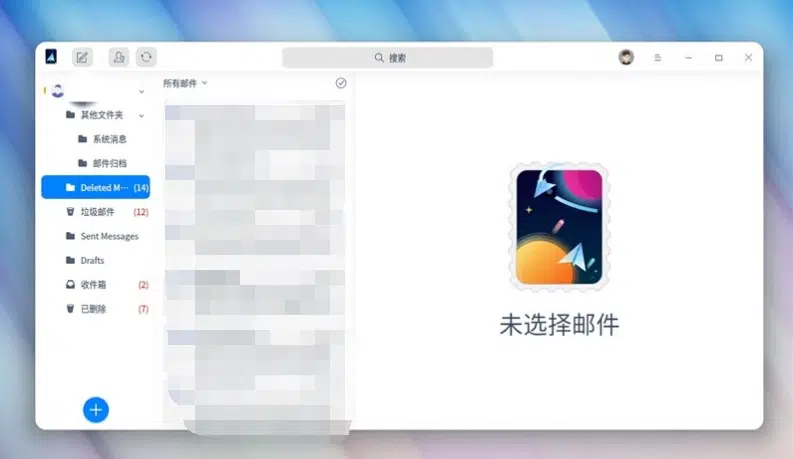 搜索
所有邮件
其他文件夹
系统消息
邮件归档
Deleted M... (14)
垃圾邮件 (12)
Sent Messages
Drafts
收件箱 (2)
已删除 (7)
未选择邮件